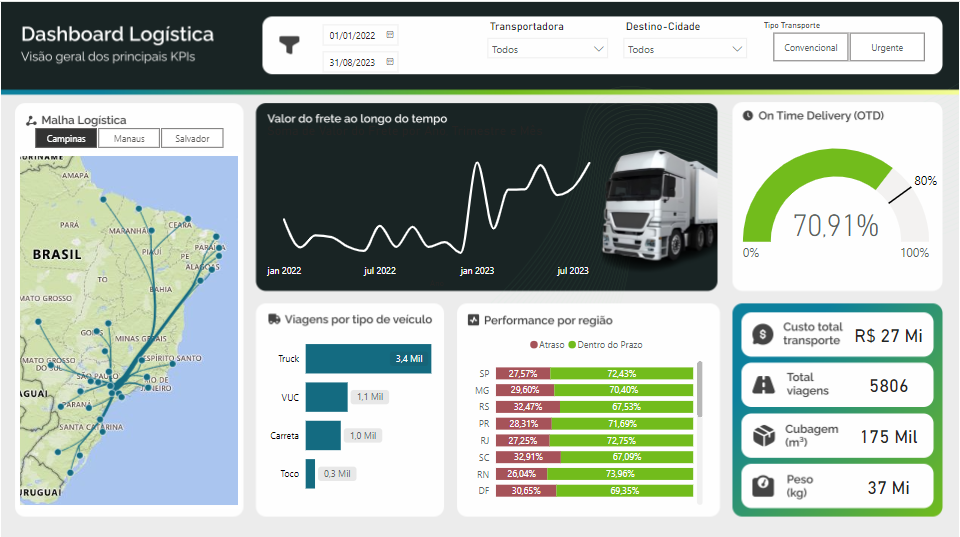 Dashboard Logística
Visão geral dos principais KPIs
01/01/2022
31/08/2023
Transportadora
Todos
Destino-Cidade
Todos
Tipo Transporte
Convencional
Urgente
Malha Logística
Campinas
Manaus
Salvador
AMAPÁ
PARÁ
MARANHÃO
CEARÁ
PARAÍBA
PIAUÍ
PE
ALAGOAS
BRASIL
TO
BAHIA
MATO GROSSO
MINAS GERAIS
ESPÍRITO SANTO
MATO GROSSO
DO SUL
SÃO PAULO
RIO DE
JANEIRO
PARANÁ
SANTA CATARINA
Valor do frete ao longo do tempo
jan 2022
jul 2022
jan 2023
jul 2023
On Time Delivery (OTD)
80%
70,91%
0%
100%
Viagens por tipo de veículo
Truck
3,4 Mil
VUC
1,1 Mil
Carreta
1,0 Mil
Toco
0,3 Mil
Performance por região
Atraso
Dentro do Prazo
SP 27,57% 72,43%
MG 29,60% 70,40%
RS 32,47% 67,53%
PR 28,31% 71,69%
RJ 27,25% 72,75%
SC 32,91% 67,09%
RN 26,04% 73,96%
DF 30,65% 69,35%
Custo total
transporte
R$ 27 Mi
Total
viagens
5806
Cubagem
(m³)
175 Mil
Peso
(kg)
37 Mi